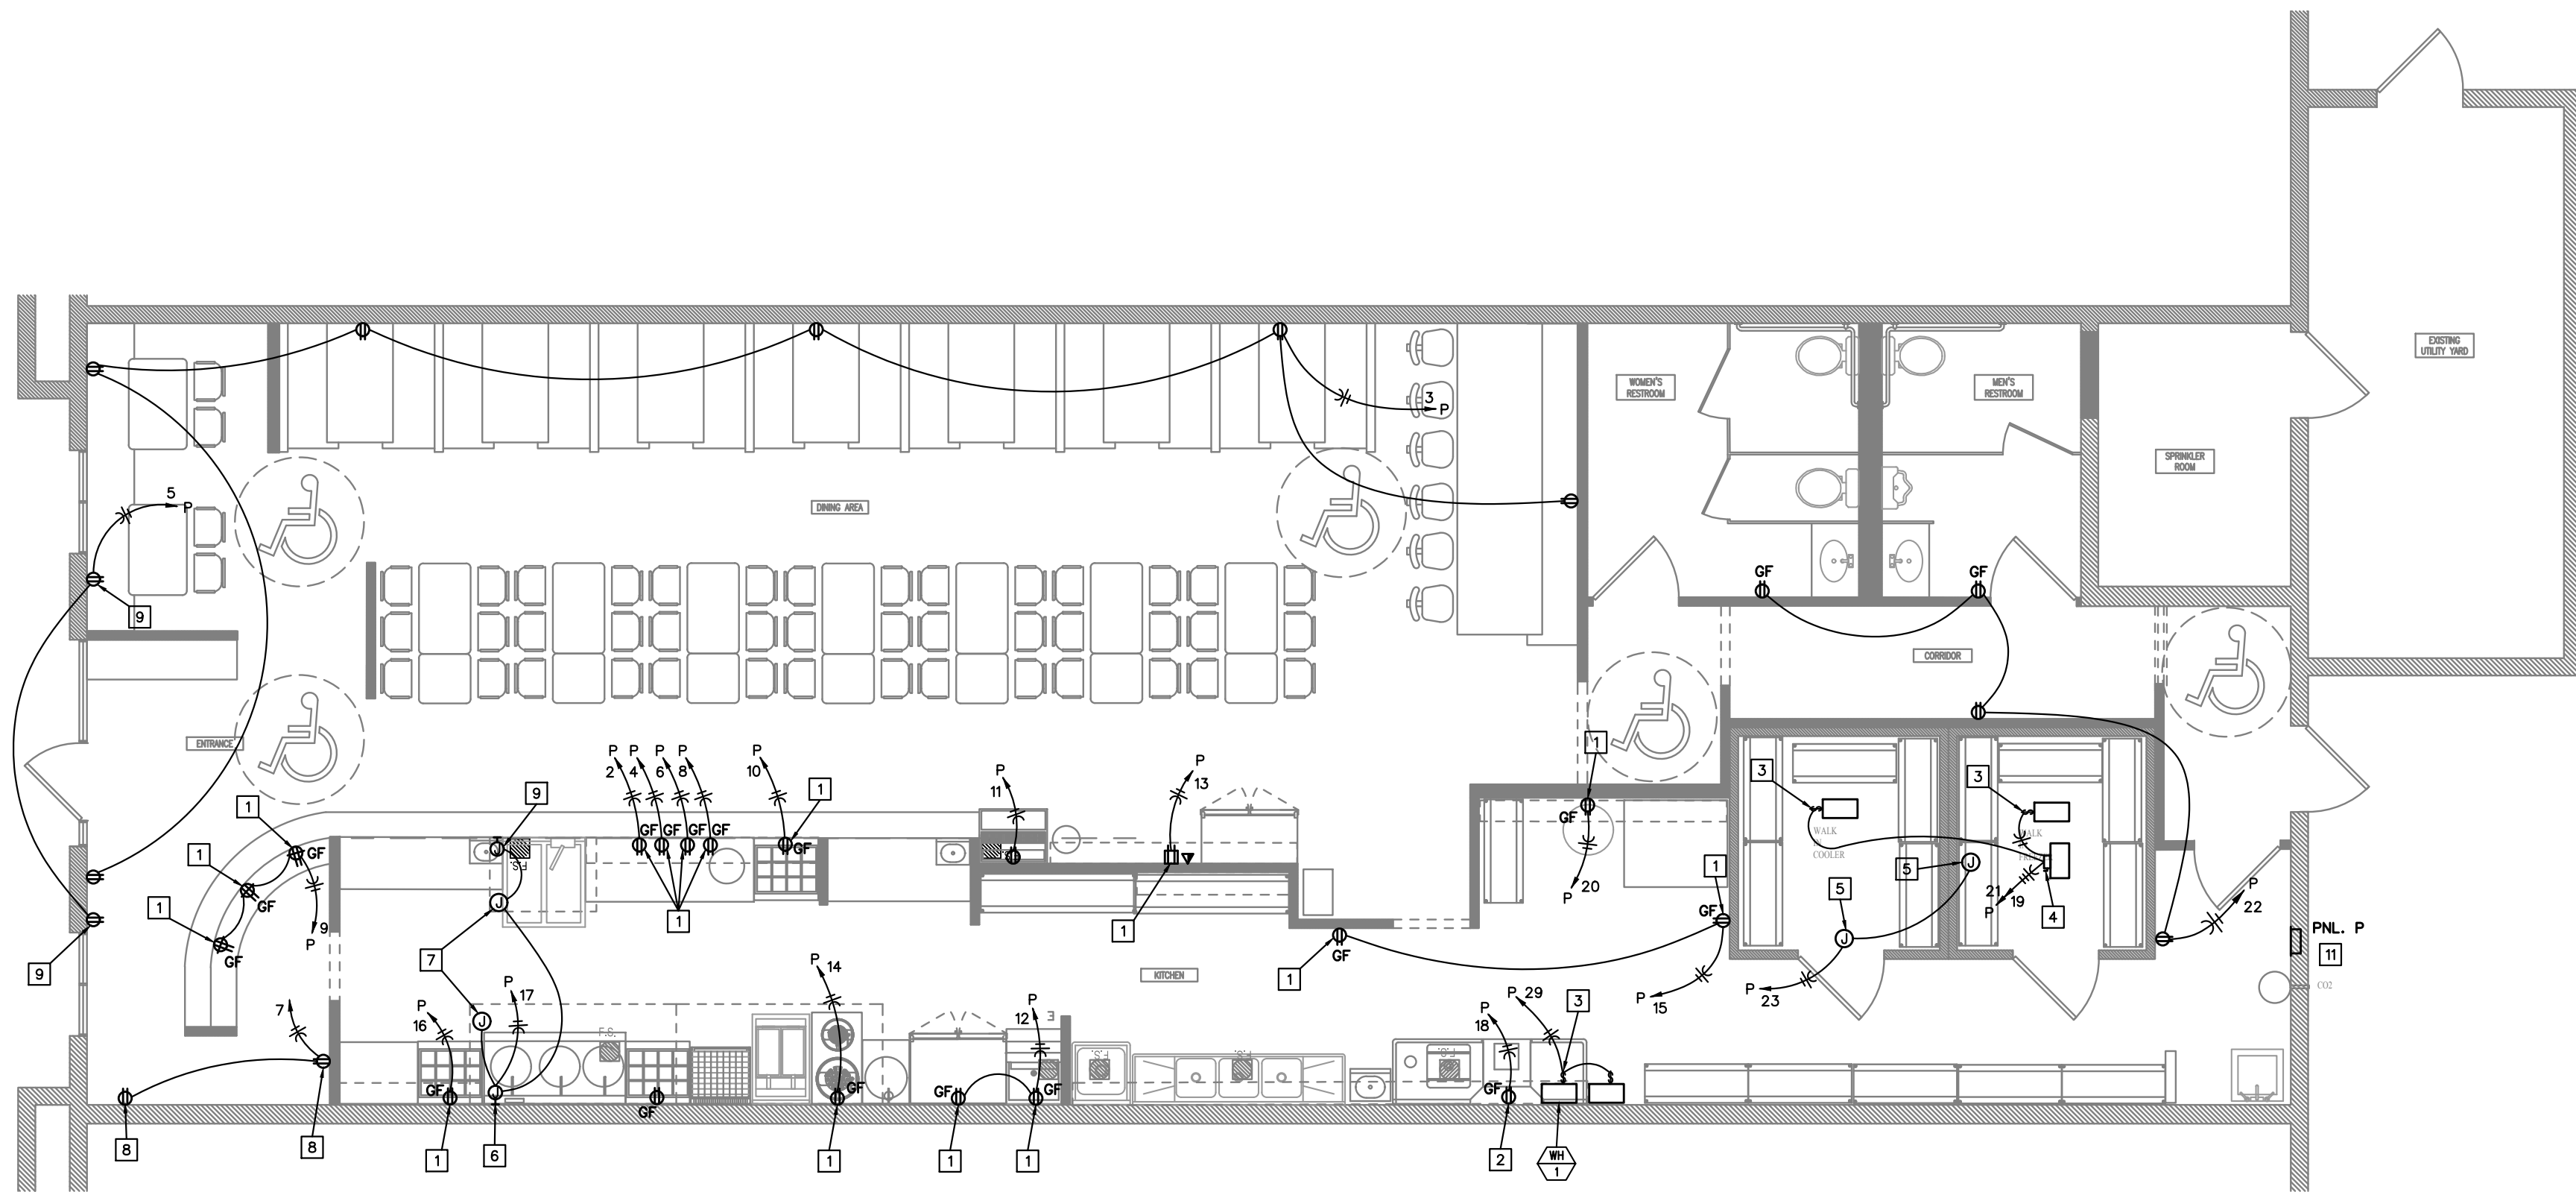 EXISTING
UTILITY YARD
WOMEN'S
RESTROOM
MEN'S
RESTROOM
3
P
SPRINKLER
ROOM
5
P
DINING AREA
9
GF
GF
CORRIDOR
ENTRANCE
P
2
P
4
P
6
P
8
P
10
1
9
P
11
P
13
1
3
3
1
1
GF
GF
GF
GF
GF
GF
GF
WALK
COOLER
1
GF
1
GF
9
P
1
1
P
20
1
GF
5
5
21
P
19
4
P
22
PNL. P
11
CO2
9
7
1
GF
KITCHEN
P
14
P
17
P
16
7
P
12
P
18
P
29
3
P
15
P
23
F.S.
F.S.
F.S.
F.S.
F.S.
GF
GF
GF
GF
GF
GF
8
8
1
6
1
1
1
2
WH
1